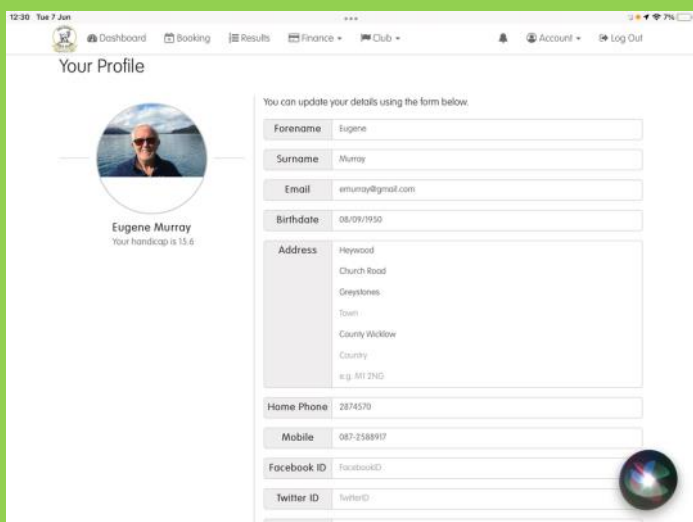 12:30 Tue 7 Jun
7%
Dashboard Booking Results Finance Club Account Log Out
Your Profile
You can update your details using the form below.
Forename Eugene
Surname Murray
Email emurray@gmail.com
Birthdate 08/09/1950
Eugene Murray
Your handicap is 15.6
Address Heywood
Church Road
Greystones
Town
County Wicklow
Country
e.g. M1 2NG
Home Phone 2874570
Mobile 087-2588917
Facebook ID FacebookID
Twitter ID TwitterID